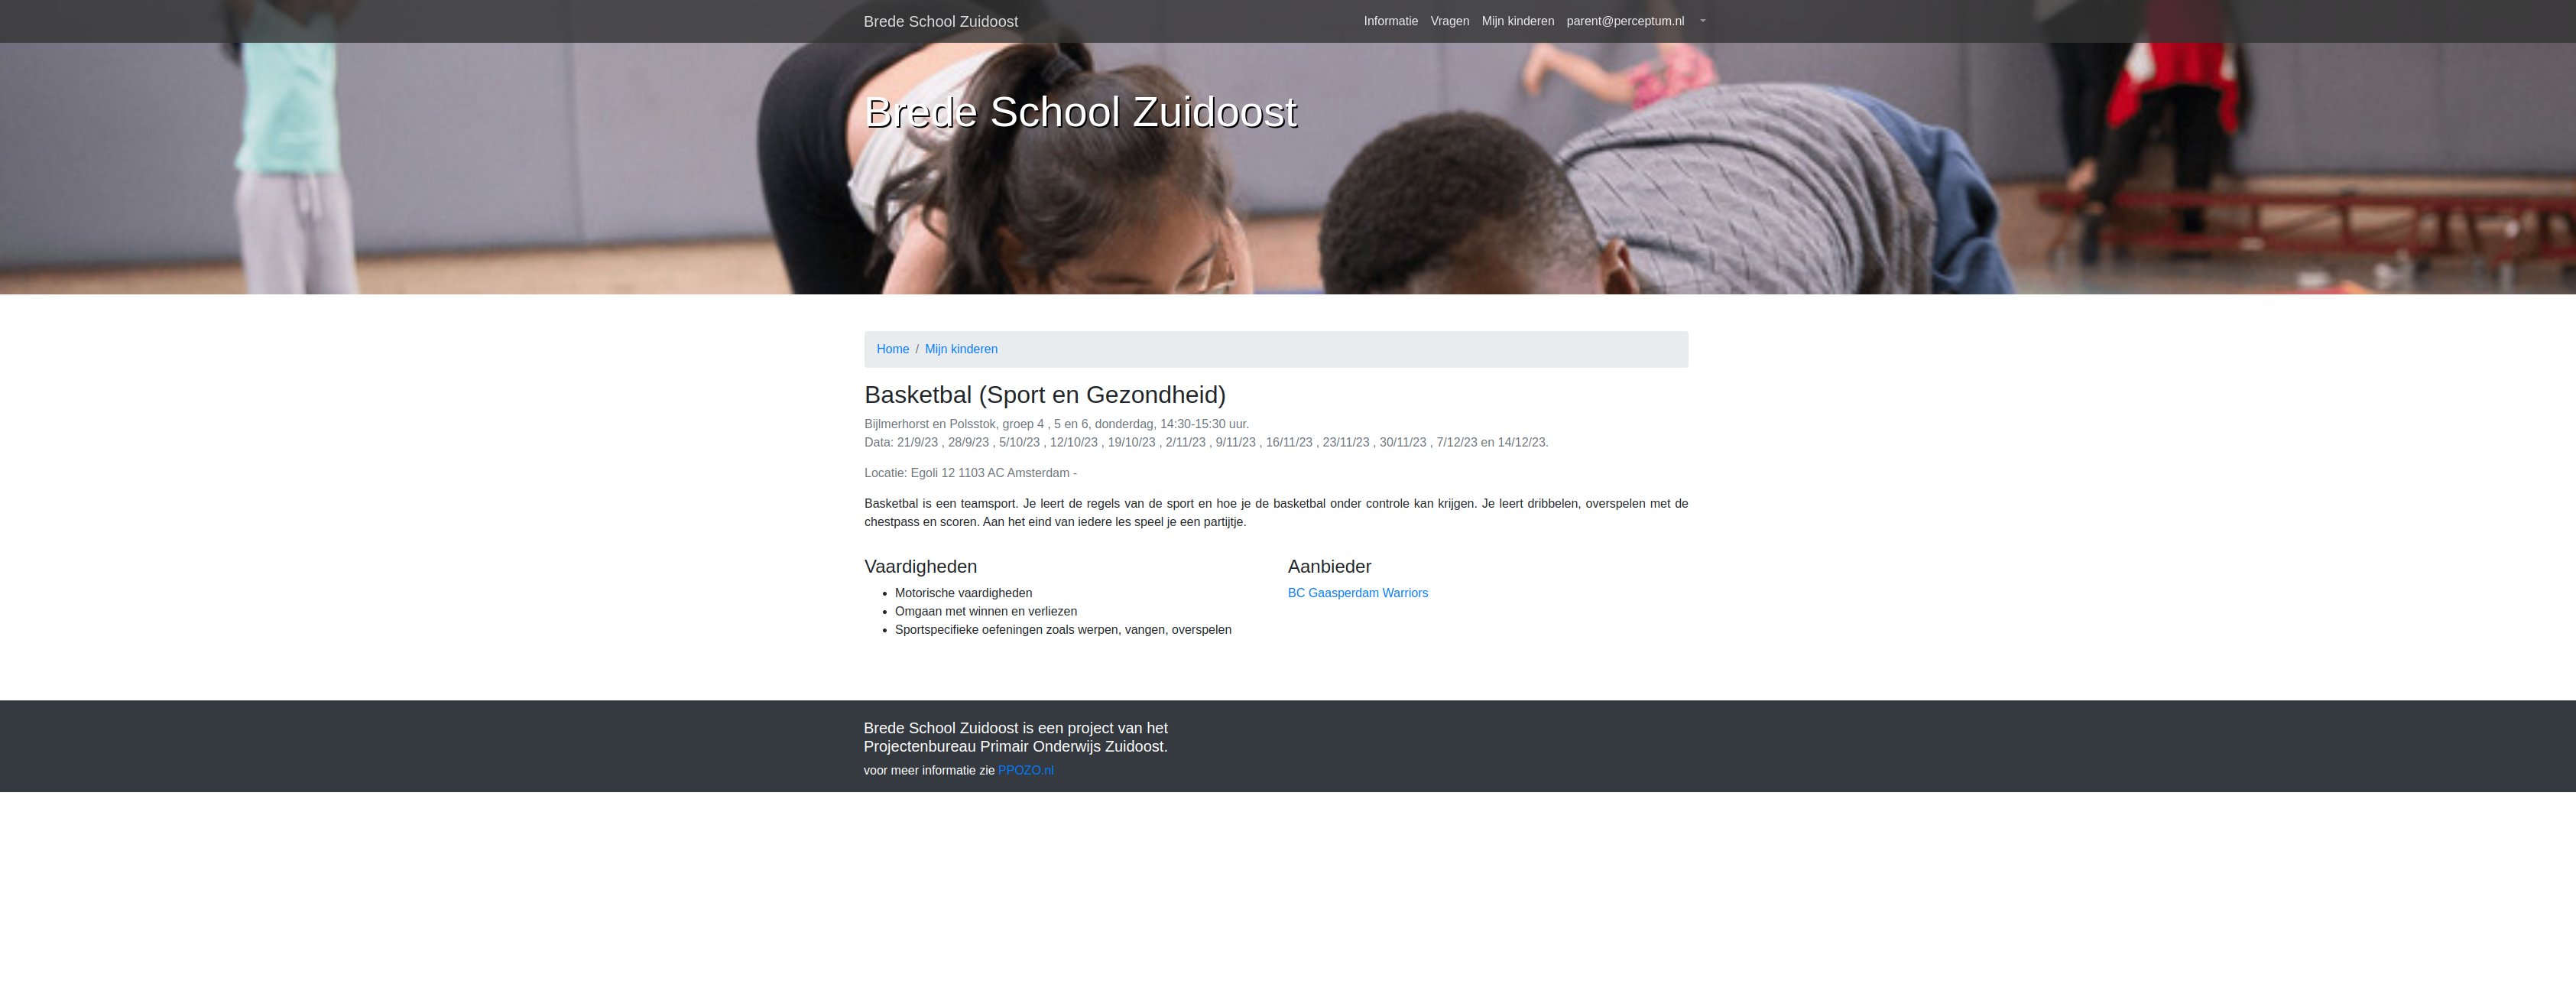 Brede School Zuidoost
Informatie Vragen Mijn kinderen parent@perceptum.nl
Brede School Zuidoost
Home / Mijn kinderen
Basketbal (Sport en Gezondheid)
Bijlmerhorst en Polsstok, groep 4 , 5 en 6, donderdag, 14:30-15:30 uur.
Data: 21/9/23 , 28/9/23 , 5/10/23 , 12/10/23 , 19/10/23 , 2/11/23 , 9/11/23 , 16/11/23 , 23/11/23 , 30/11/23 , 7/12/23 en 14/12/23.
Locatie: Egoli 12 1103 AC Amsterdam -
Basketbal is een teamsport. Je leert de regels van de sport en hoe je de basketbal onder controle kan krijgen. Je leert dribbelen, overspelen met de
chestpass en scoren. Aan het eind van iedere les speel je een partijtje.
Vaardigheden
• Motorische vaardigheden
• Omgaan met winnen en verliezen
• Sportspecifieke oefeningen zoals werpen, vangen, overspelen
Aanbieder
BC Gaasperdam Warriors
Brede School Zuidoost is een project van het
Projectenbureau Primair Onderwijs Zuidoost.
voor meer informatie zie PPOZO.nl